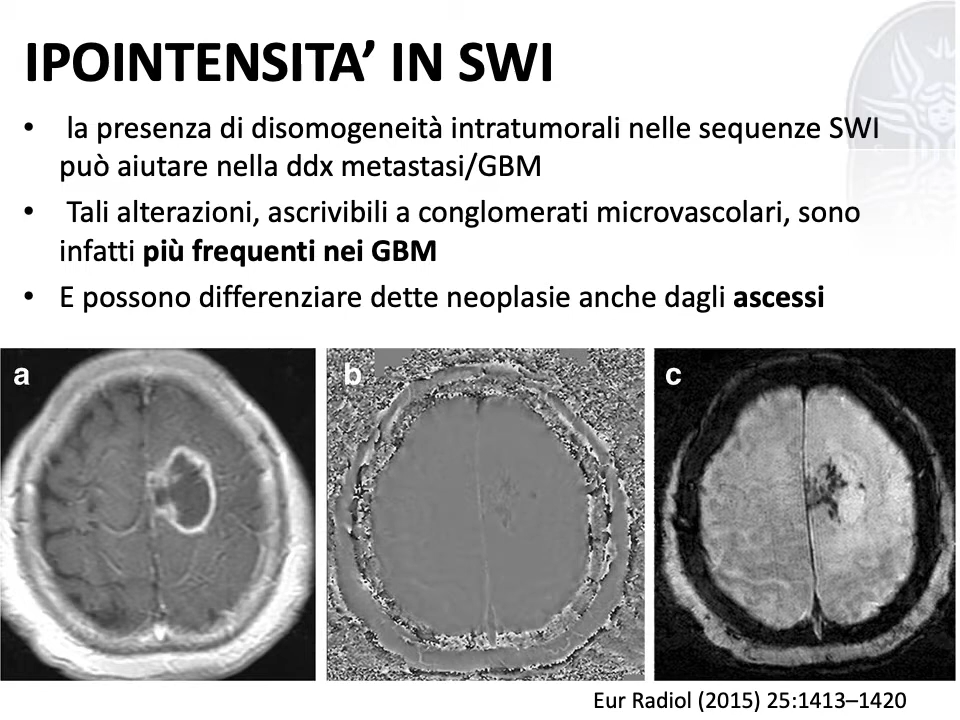 IPOINTENSITA’ IN SWI
• la presenza di disomogeneità intratumorali nelle sequenze SWI
può aiutare nella ddx metastasi/GBM
• Tali alterazioni, ascrivibili a conglomerati microvascolari, sono
infatti più frequenti nei GBM
• E possono differenziare dette neoplasie anche dagli ascessi
a b c
Eur Radiol (2015) 25:1413–1420